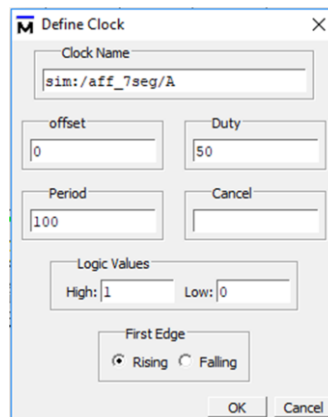 M Define Clock
Clock Name
sim:/aff_7seg/A
offset
0
Duty
50
Period
100
Cancel
Logic Values
High: 1 Low: 0
First Edge
Rising Falling
OK Cancel